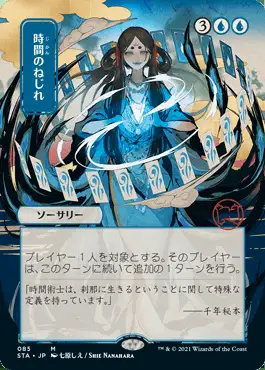 時間のねじれ
じかん
3
ソーサリー
プレイヤー1人を対象とする。そのプレイヤー
は、このターンに続いて追加の1ターンを行う。
「時間術士は、刹那に生きるということに関して特殊な
定義を持っています。」
――千年秘本
085 M
STA・JP 七原しえ/SHIE NANAHARA
™ & © 2021 Wizards of the Coast